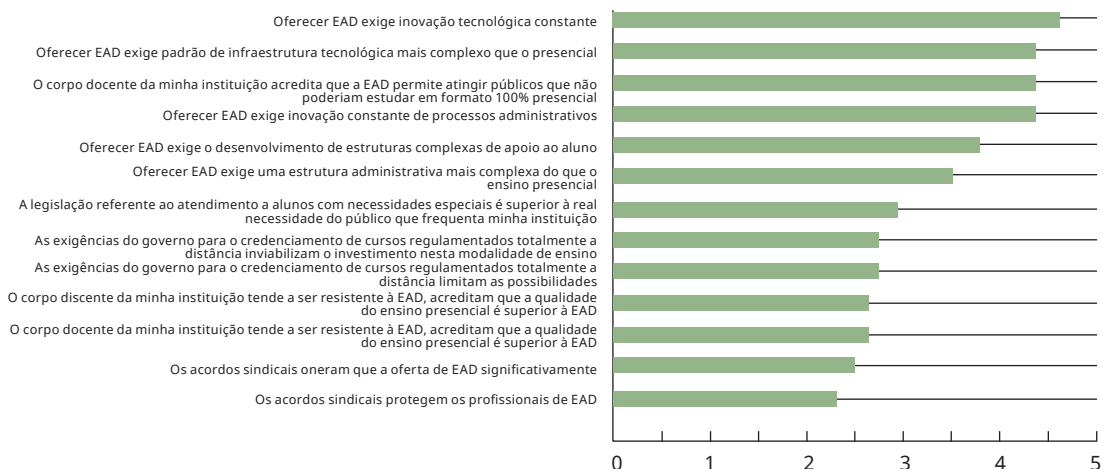 Oferecer EAD exige inovação tecnológica constante
Oferecer EAD exige padrão de infraestrutura tecnológica mais complexo que o presencial
O corpo docente da minha instituição acredita que a EAD permite atingir públicos que não
poderiam estudar em formato 100% presencial
Oferecer EAD exige inovação constante de processos administrativos
Oferecer EAD exige o desenvolvimento de estruturas complexas de apoio ao aluno
Oferecer EAD exige uma estrutura administrativa mais complexa do que o
ensino presencial
A legislação referente ao atendimento a alunos com necessidades especiais é superior à real
necessidade do público que frequenta minha instituição
As exigências do governo para o credenciamento de cursos regulamentados totalmente a
distância inviabilizam o investimento nesta modalidade de ensino
As exigências do governo para o credenciamento de cursos regulamentados totalmente a
distância limitam as possibilidades
O corpo discente da minha instituição tende a ser resistente à EAD, acreditam que a qualidade
do ensino presencial é superior à EAD
O corpo docente da minha instituição tende a ser resistente à EAD, acreditam que a qualidade
do ensino presencial é superior à EAD
Os acordos sindicais oneram que a oferta de EAD significativamente
Os acordos sindicais protegem os profissionais de EAD
0 1 2 3 4 5